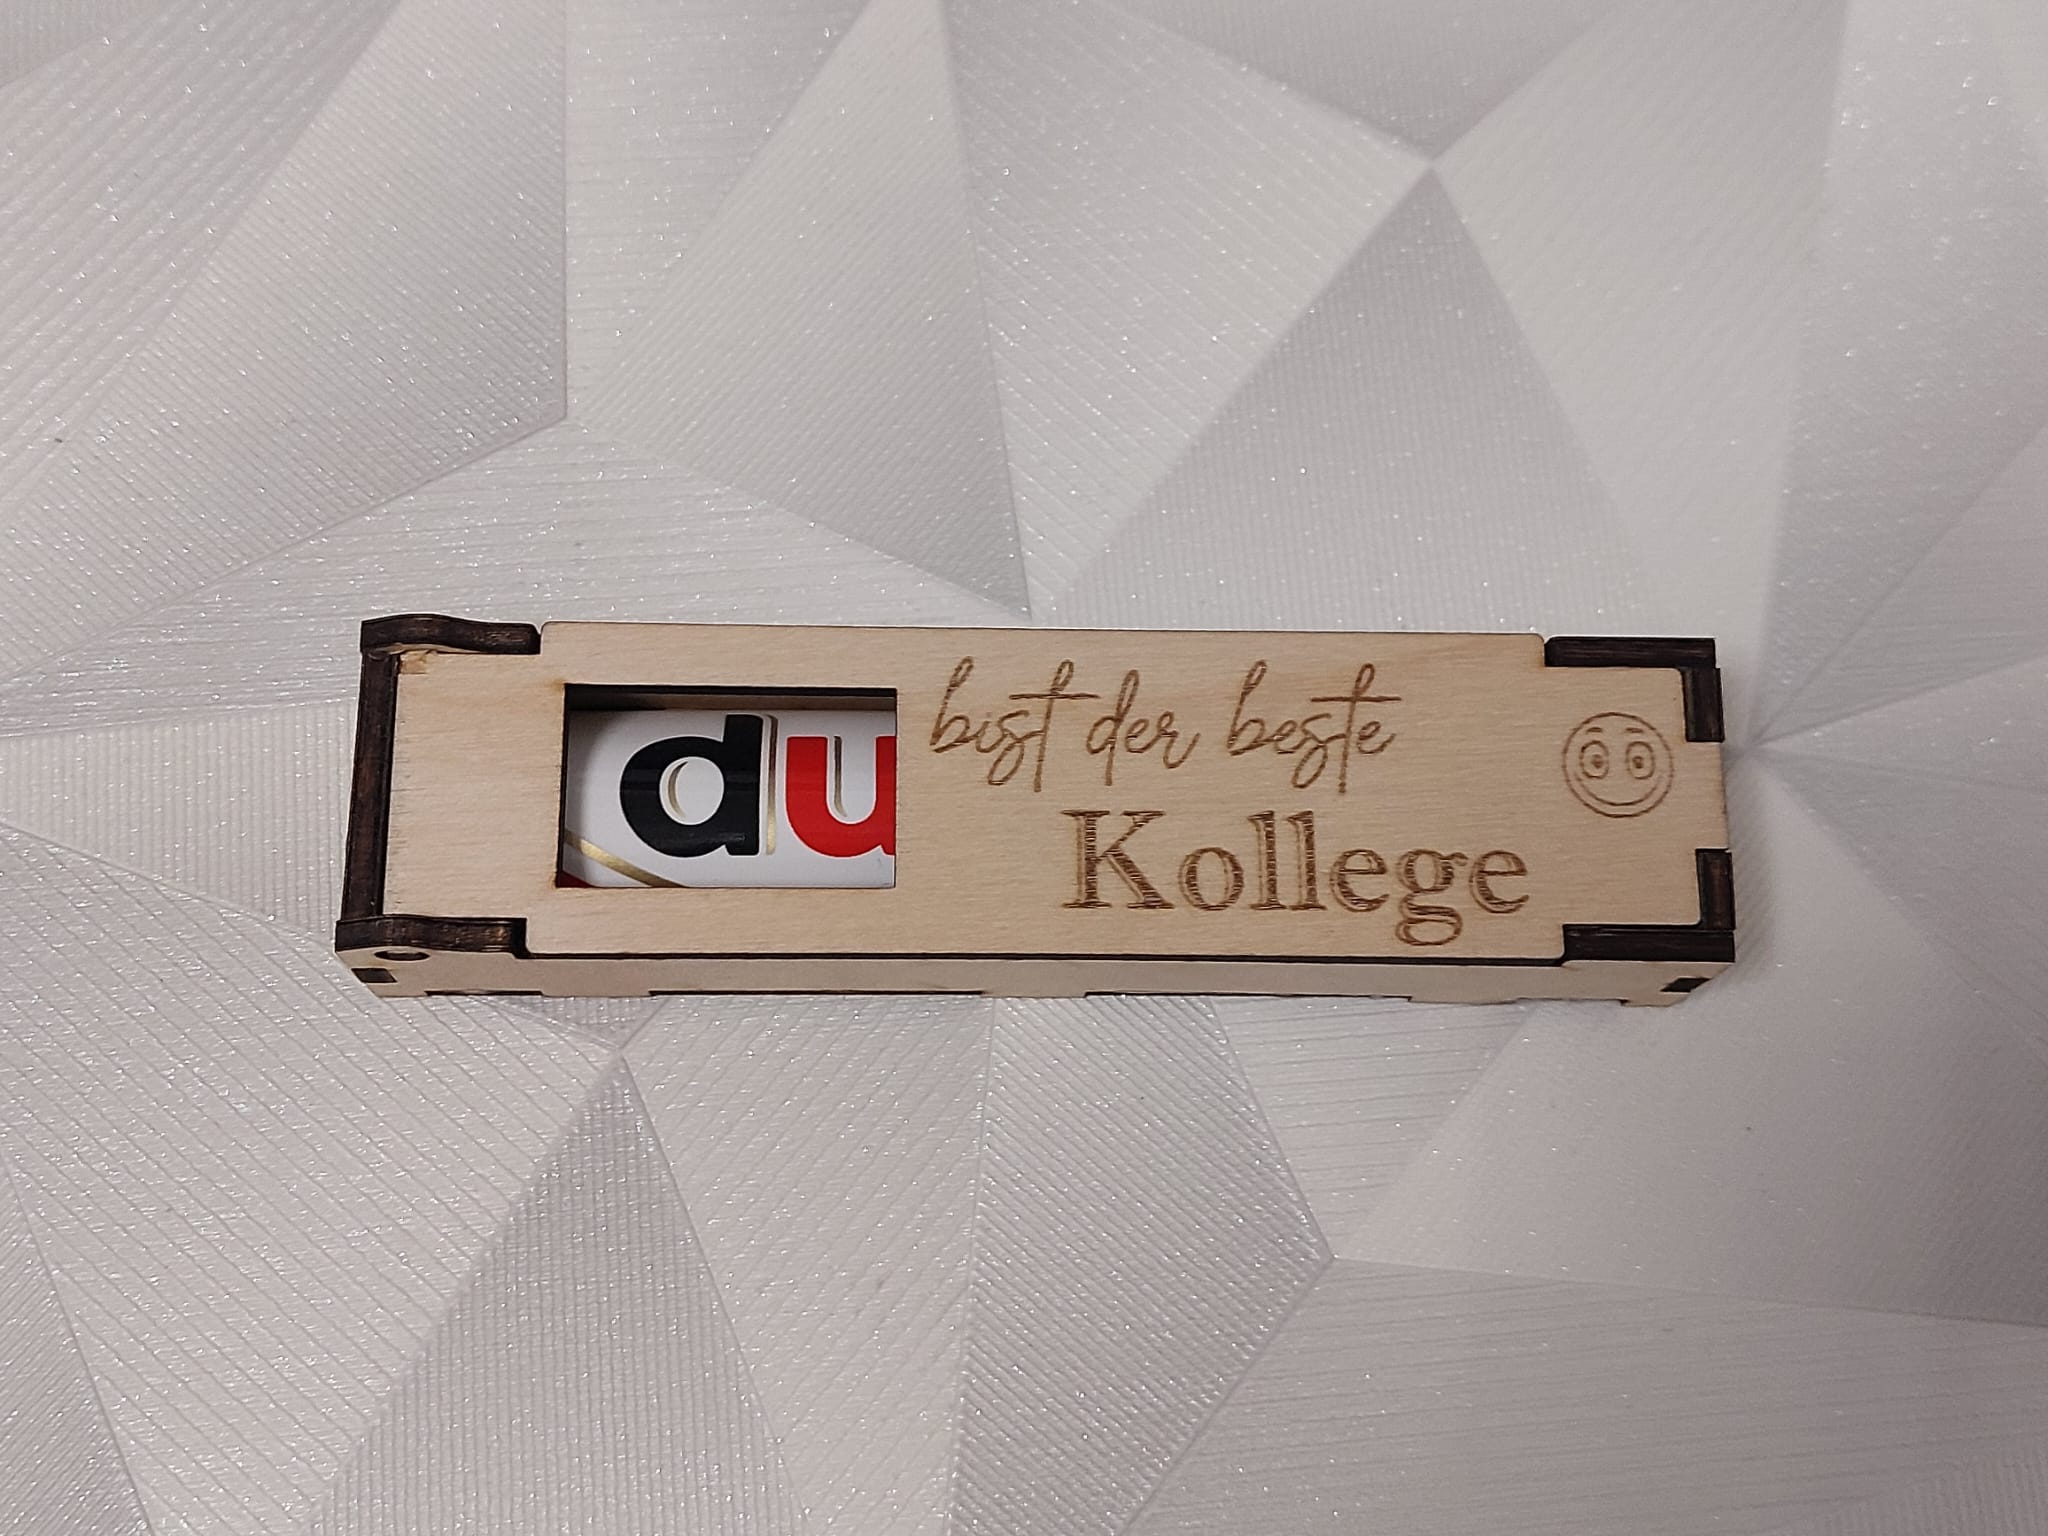 du
bist der beste
Kollege